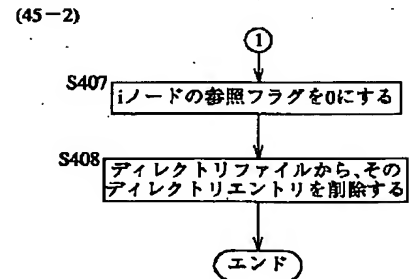 (45-2)
1
S407
iノードの参照フラグを0にする
S408
ディレクトリファイルから、その
ディレクトリエントリを削除する
エンド